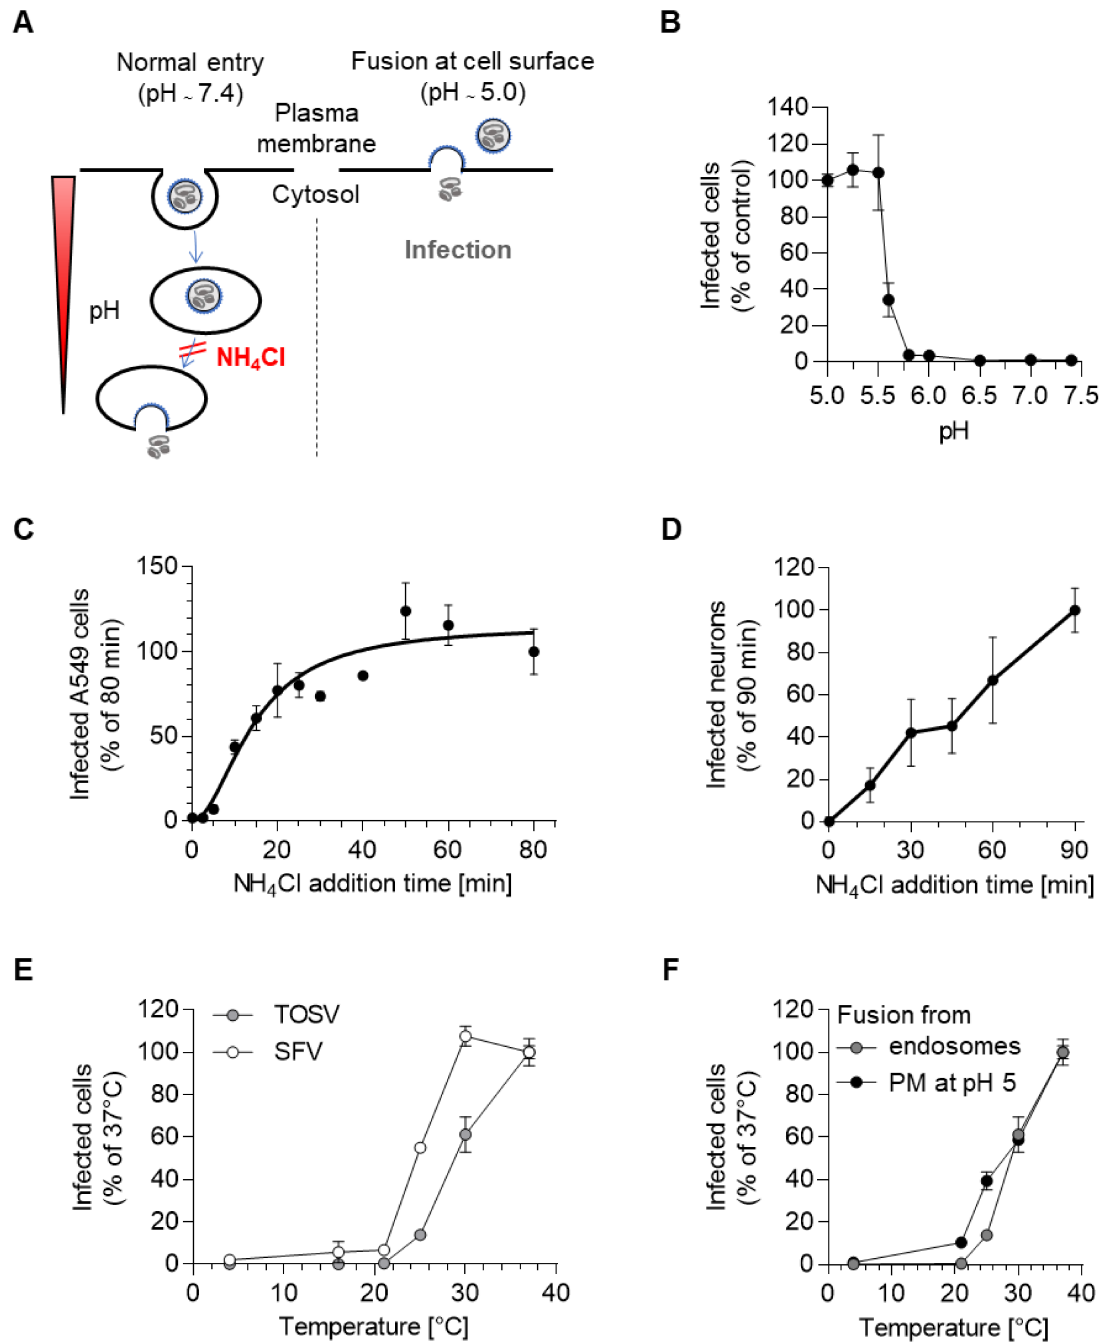 A
Normal entry
(pH ~ 7.4)
Fusion at cell surface
(pH ~ 5.0)
Plasma
membrane
Cytosol
Infection
pH
NH₄Cl
B
Infected cells
(% of control)
140
120
100
80
60
40
20
0
5.0 5.5 6.0 6.5 7.0 7.5
pH
C
Infected A549 cells
(% of 80 min)
150
100
50
0
0 20 40 60 80
NH₄Cl addition time [min]
D
Infected neurons
(% of 90 min)
120
100
80
60
40
20
0
0 30 60 90
NH₄Cl addition time [min]
E
Infected cells
(% of 37°C)
120
100
80
60
40
20
0
TOSV
SFV
0 10 20 30 40
Temperature [°C]
F
Infected cells
(% of 37°C)
120
100
80
60
40
20
0
Fusion from
endosomes
PM at pH 5
0 10 20 30 40
Temperature [°C]